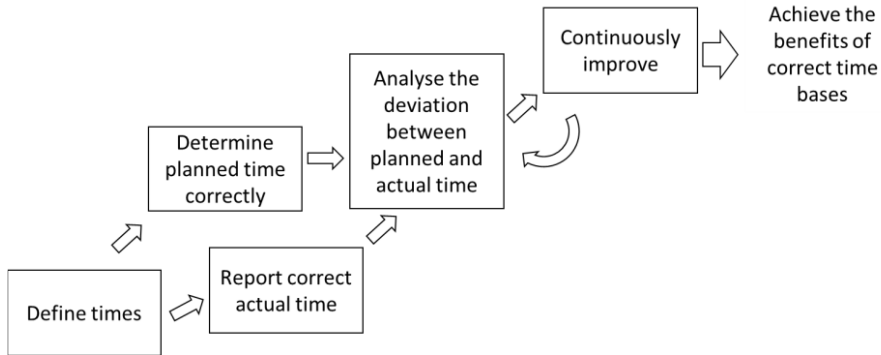 Define times
Determine
planned time
correctly
Report correct
actual time
Analyse the
deviation
between
planned and
actual time
Continuously
improve
Achieve the
benefits of
correct time
bases